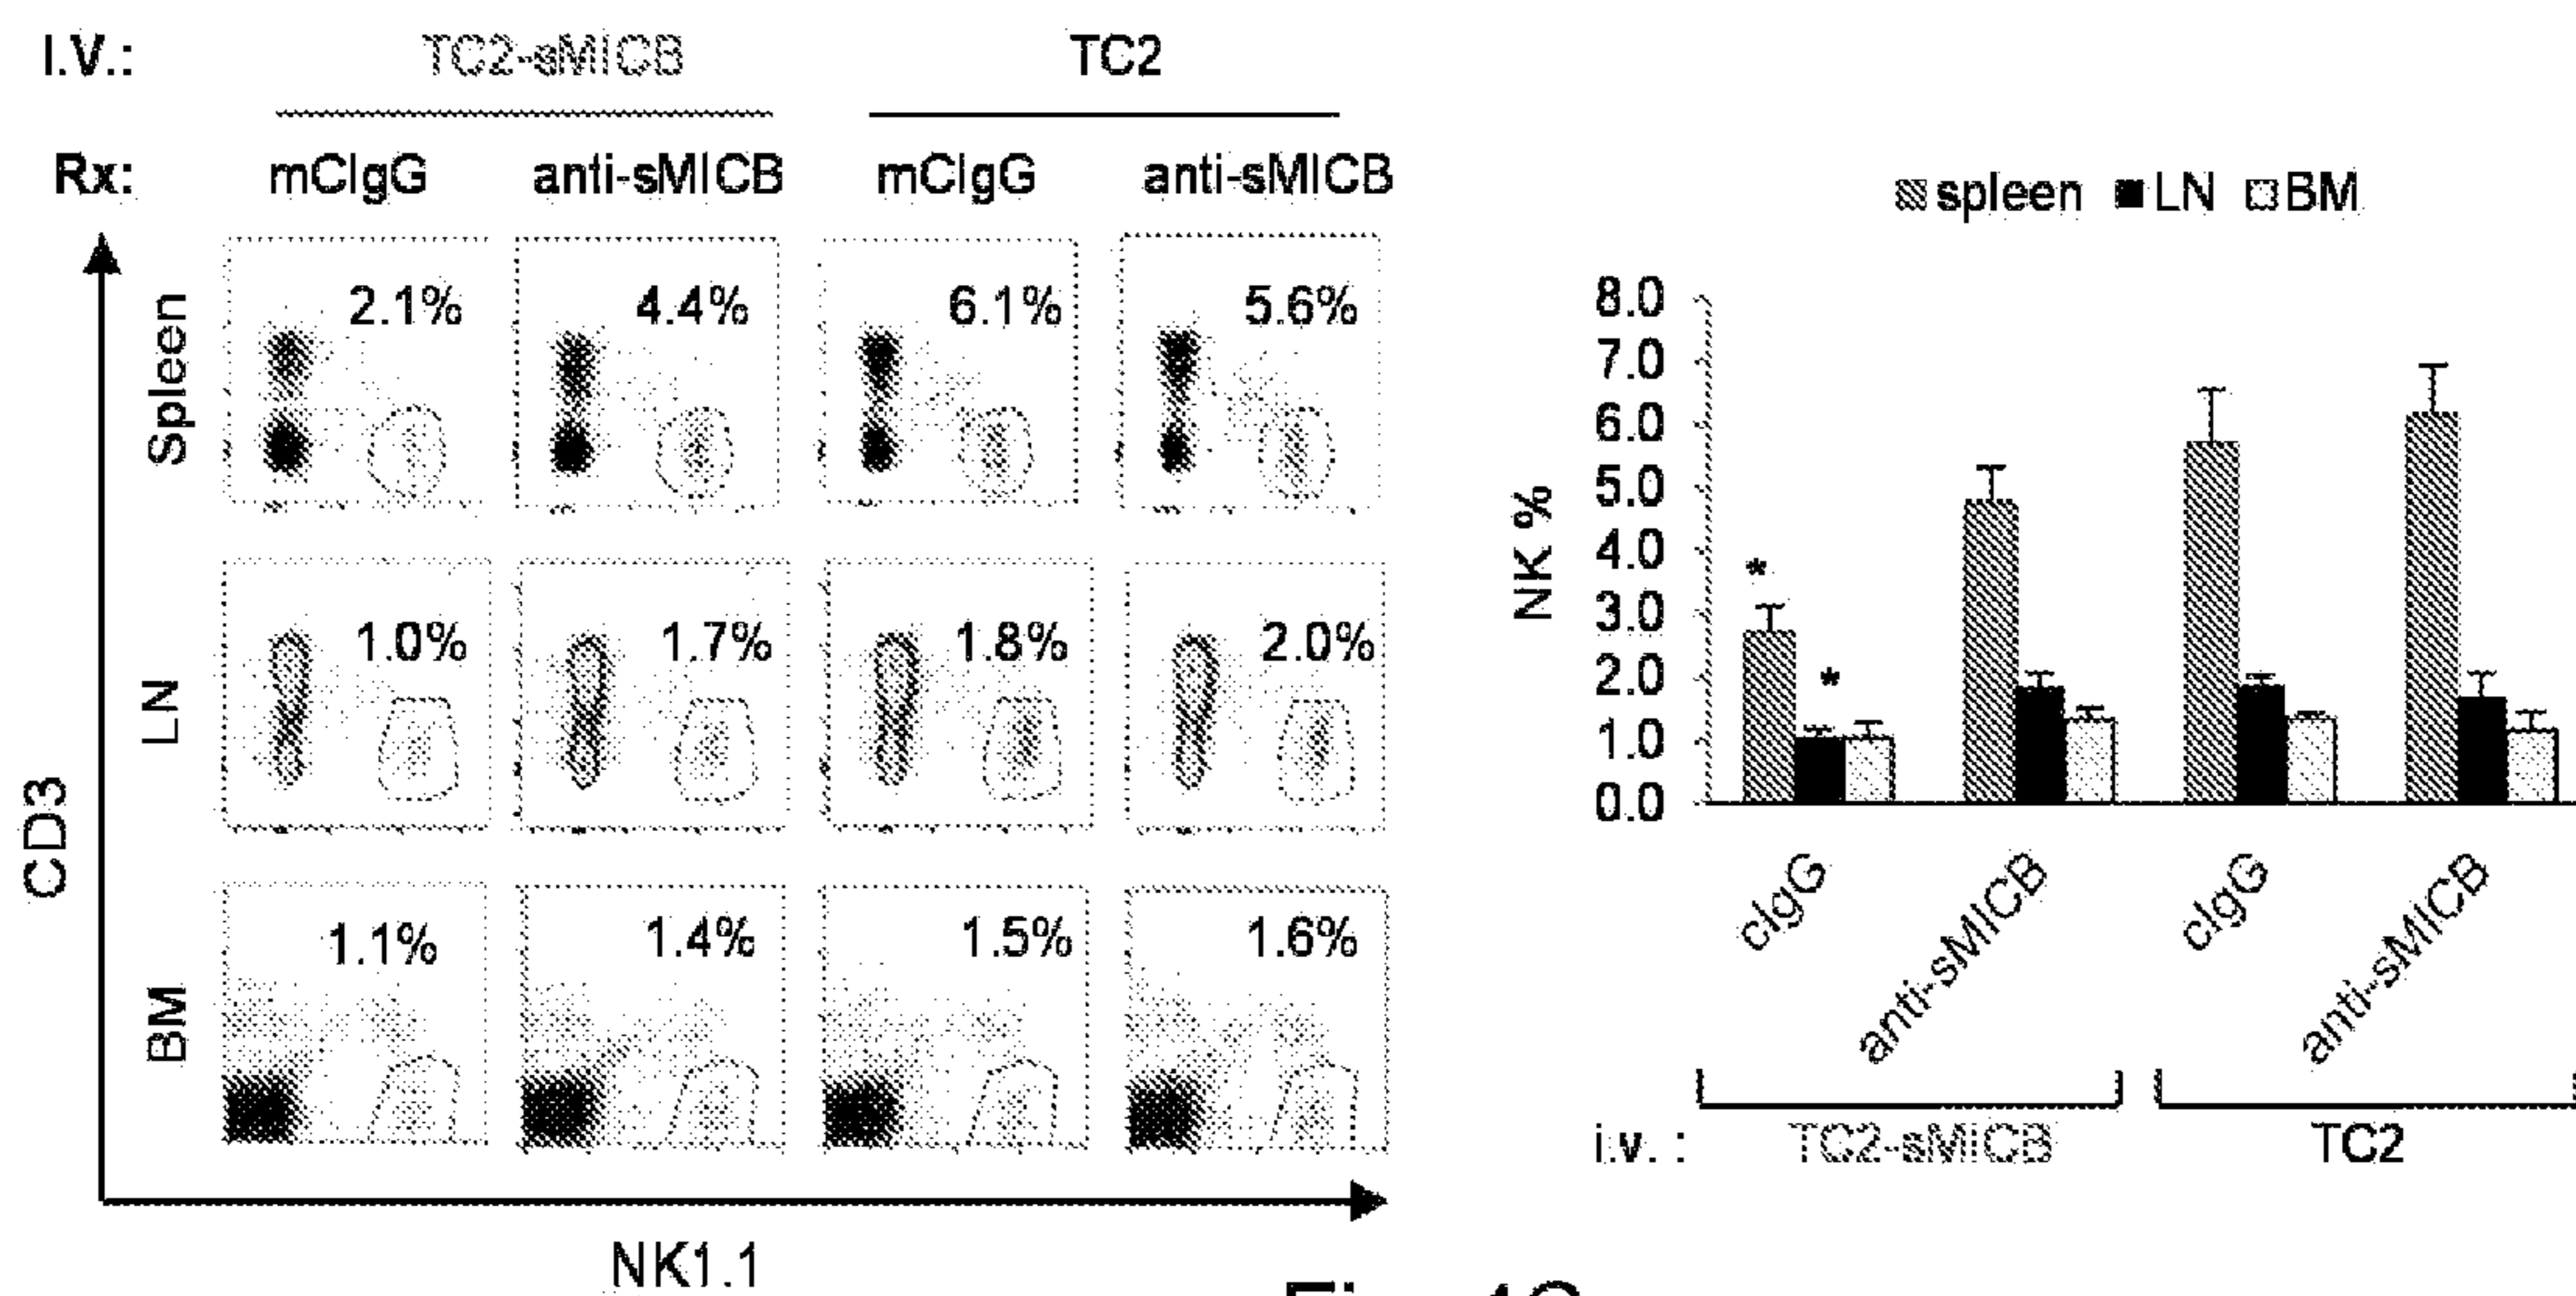 I.V.: TC2-sMICB TC2
Rx: mCIgG anti-sMICB mCIgG anti-sMICB
Spleen 2.1% 4.4% 6.1% 5.6%
LN 1.0% 1.7% 1.8% 2.0%
BM 1.1% 1.4% 1.5% 1.6%
CD3
NK1.1
spleen LN BM
NK %
8.0
7.0
6.0
5.0
4.0
3.0
2.0
1.0
0.0
*
*
cIgG anti-sMICB cIgG anti-sMICB
i.v. : TC2-sMICB TC2